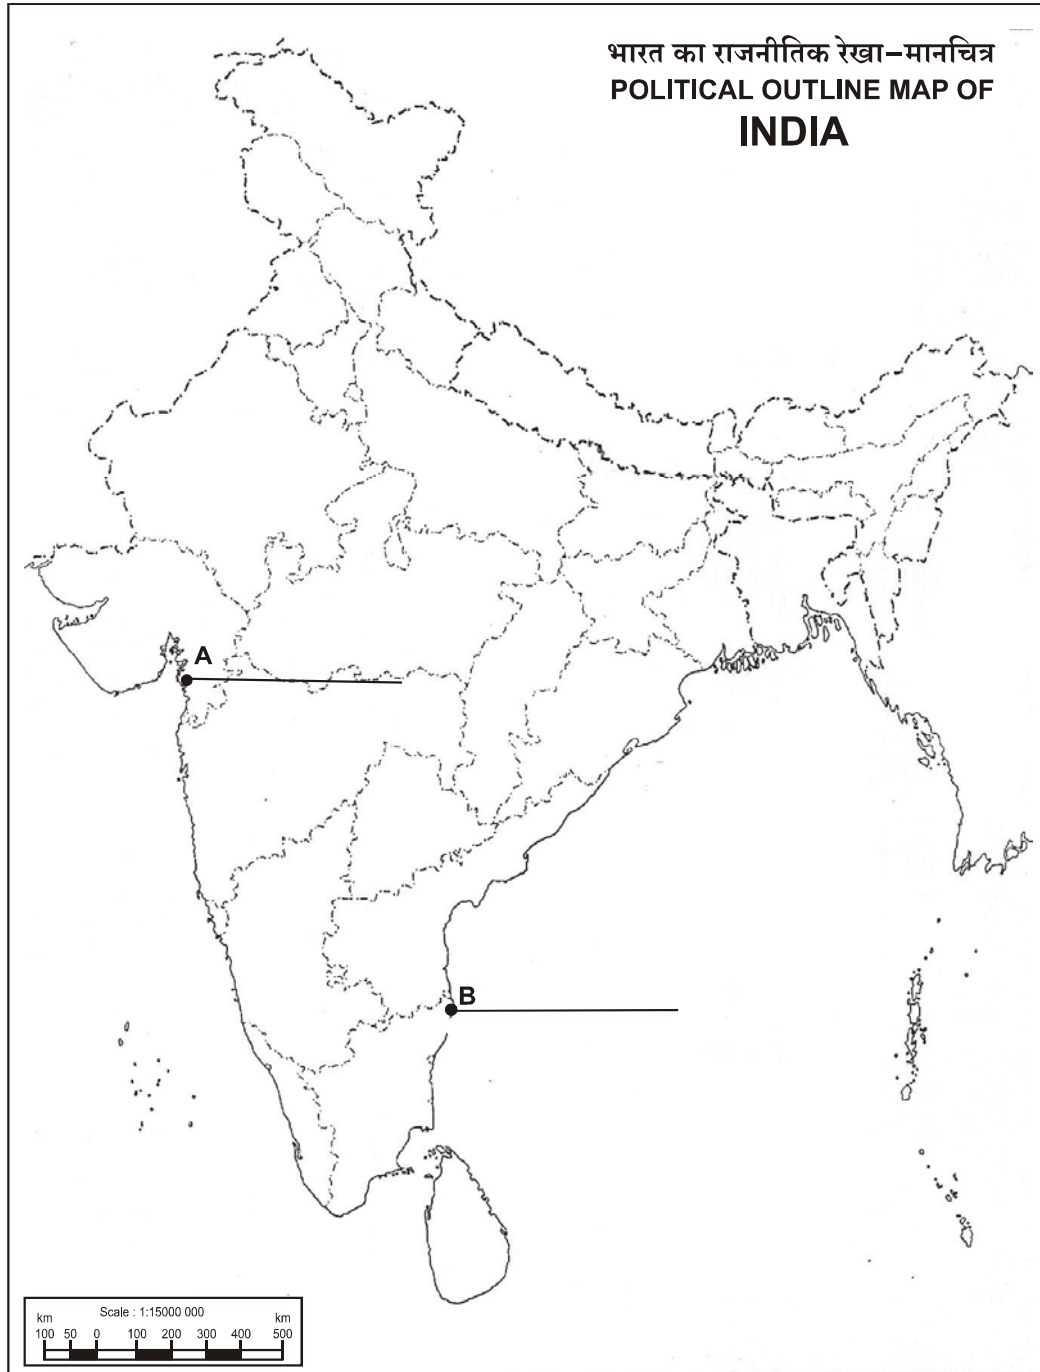 भारत का राजनीतिक रेखा–मानचित्र
POLITICAL OUTLINE MAP OF
INDIA
A
B
Scale : 1:15000 000
km km
100 50 0 100 200 300 400 500